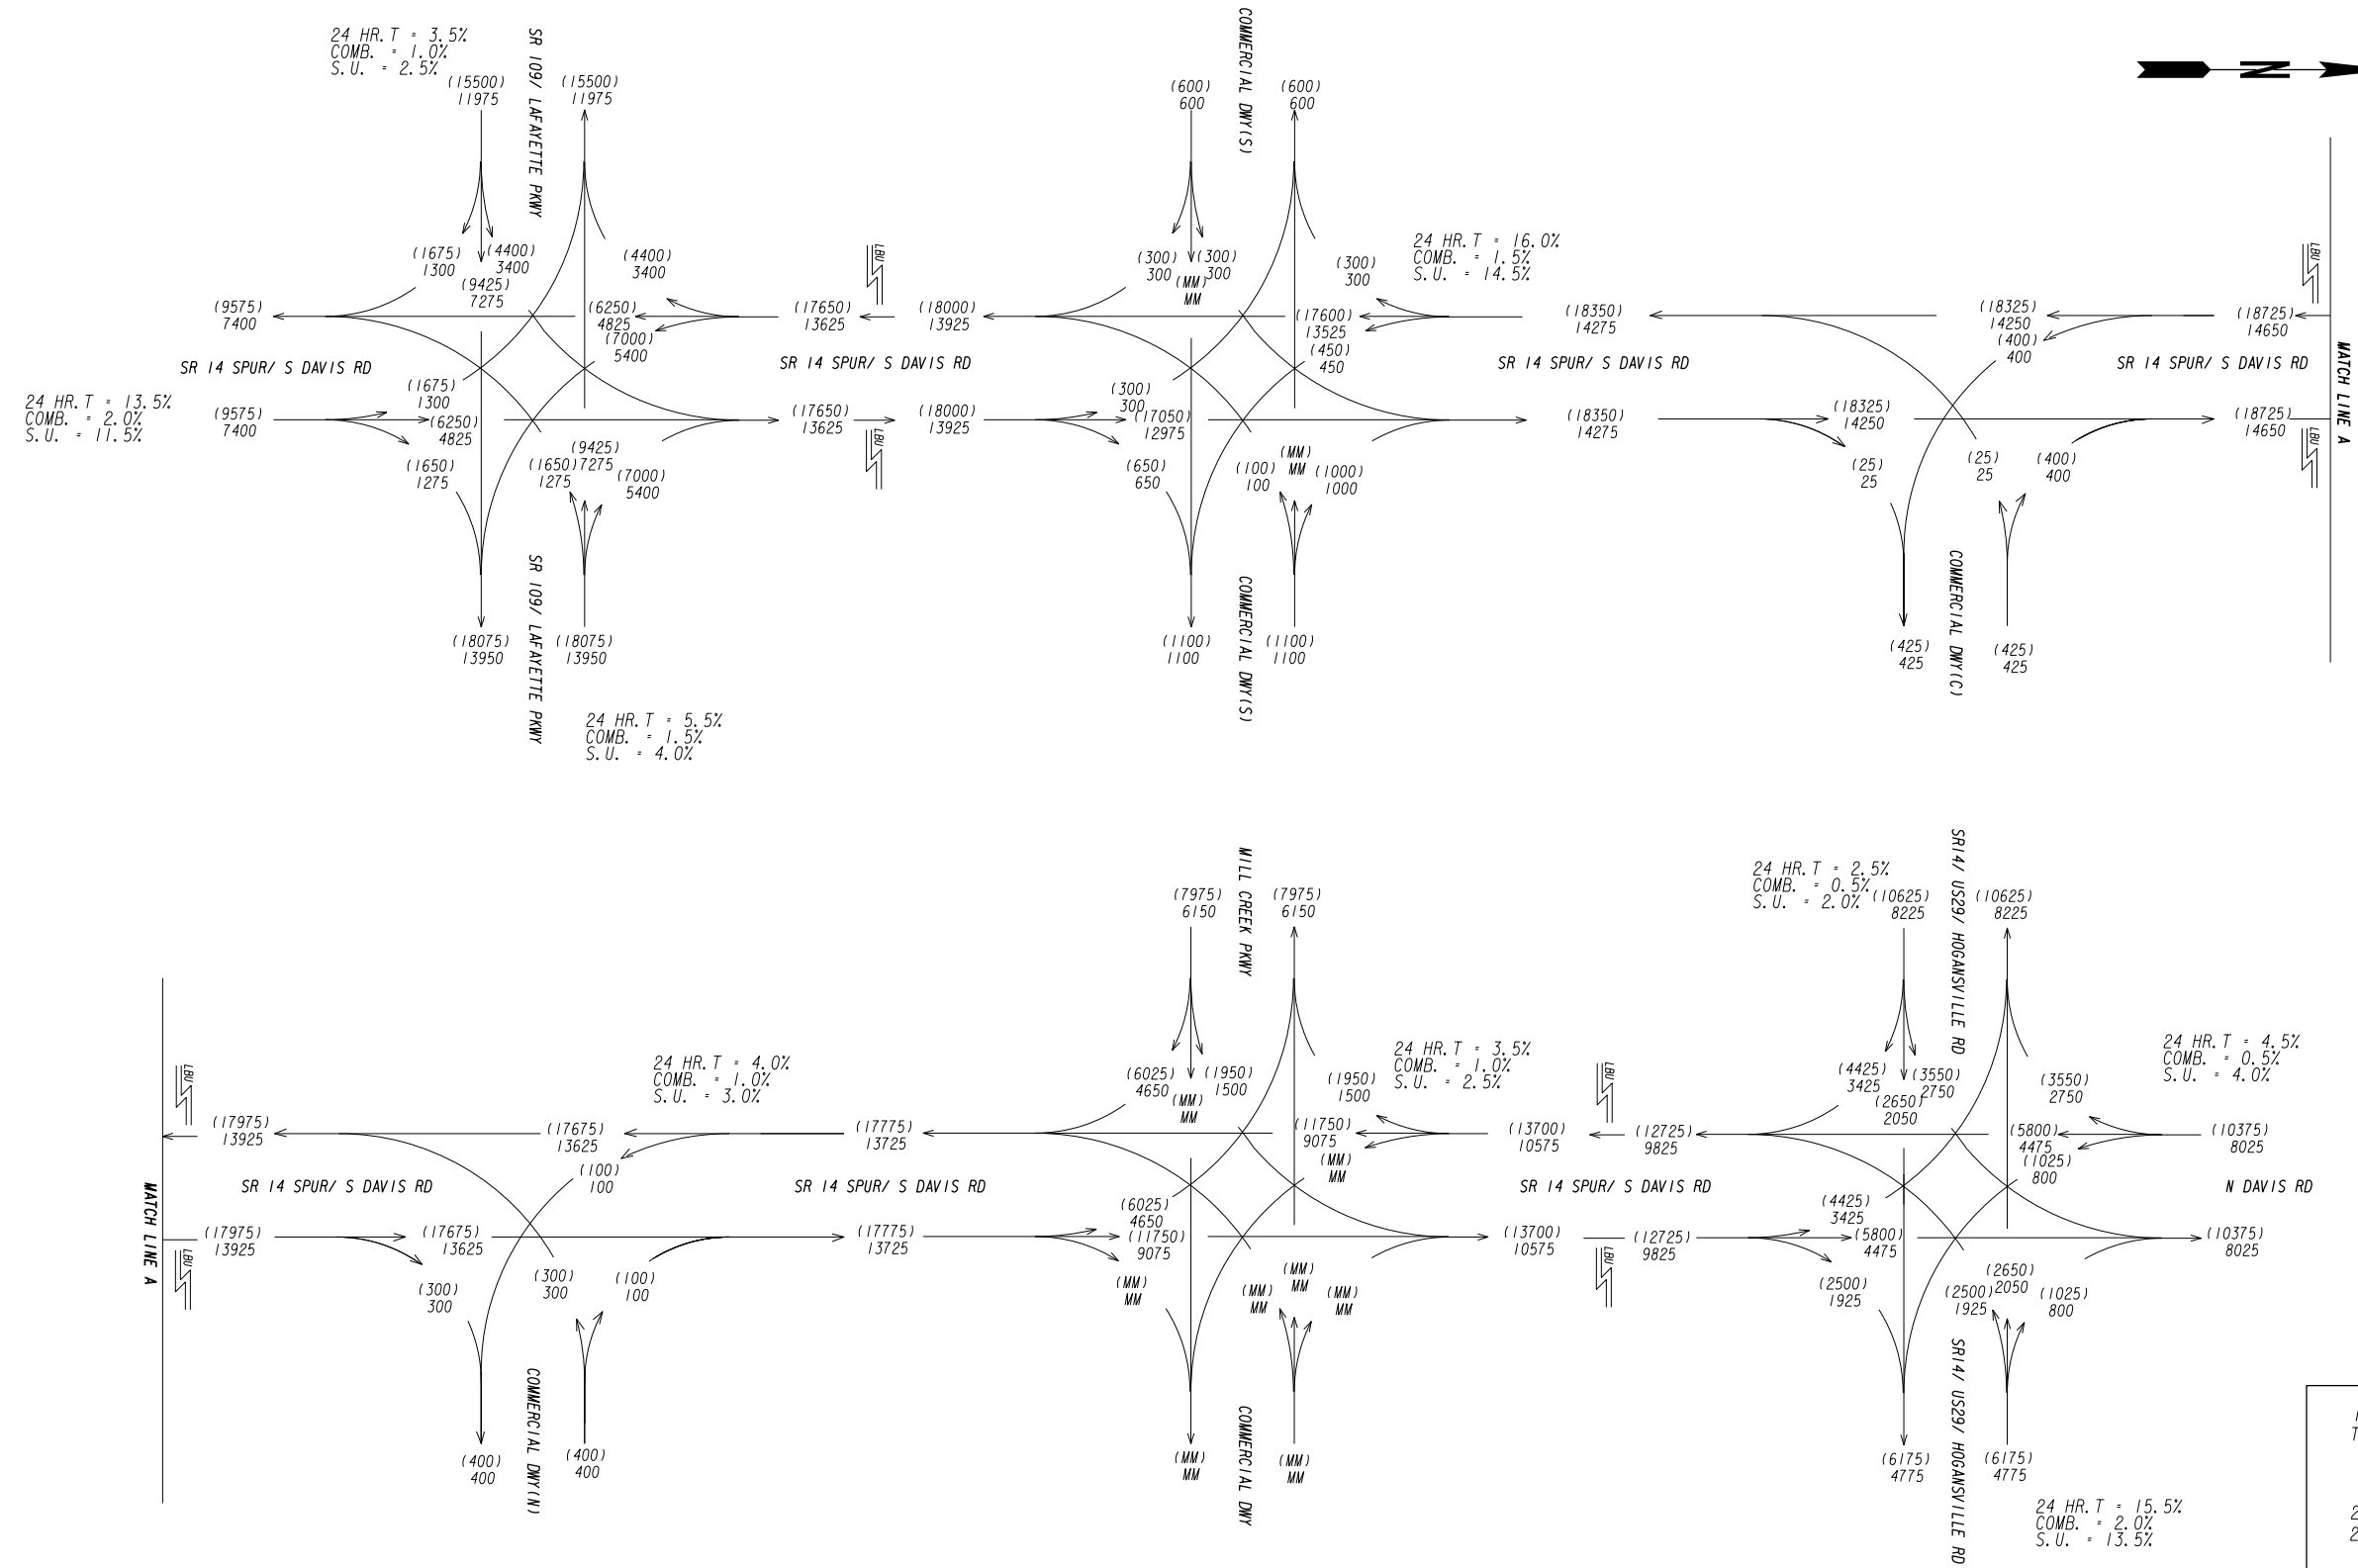 24 HR. T = 3.5%
COMB. = 1.0%
S.U. = 2.5%
SR 109/ LAFAYETTE PKWY
(15500)
11975
(15500)
11975
(1675)
1300
(4400)
3400
(9425)
7275
(4400)
3400
(9575)
7400
(6250)
4825
(7000)
5400
(17650)
13625
SR 14 SPUR/ S DAVIS RD
24 HR. T = 13.5%
COMB. = 2.0%
S.U. = 11.5%
(9575)
7400
(1675)
1300
(6250)
4825
(1650)
1275
(1650)
1275
(9425)
7275
(7000)
5400
(17650)
13625
SR 109/ LAFAYETTE PKWY
(18075)
13950
(18075)
13950
24 HR. T = 5.5%
COMB. = 1.5%
S.U. = 4.0%
LBU
LBU
SR 14 SPUR/ S DAVIS RD
COMMERCIAL DWY(S)
(600)
600
(600)
600
(300)
300
(300)
300
(MM)
MM
(300)
300
24 HR. T = 16.0%
COMB. = 1.5%
S.U. = 14.5%
(18000)
13925
(17600)
13525
(450)
450
(18350)
14275
(18000)
13925
(300)
300
(17050)
12975
(650)
650
(100)
100
(MM)
MM
(1000)
1000
(18350)
14275
COMMERCIAL DWY(S)
(1100)
1100
(1100)
1100
SR 14 SPUR/ S DAVIS RD
N
(18325)
14250
(400)
400
(18725)
14650
LBU
SR 14 SPUR/ S DAVIS RD
(18325)
14250
(25)
25
(25)
25
(400)
400
(18725)
14650
LBU
MATCH LINE A
COMMERCIAL DWY(C)
(425)
425
(425)
425
MATCH LINE A
LBU
(17975)
13925
24 HR. T = 4.0%
COMB. = 1.0%
S.U. = 3.0%
(17675)
13625
(100)
100
(17775)
13725
SR 14 SPUR/ S DAVIS RD
(17975)
13925
LBU
(17675)
13625
(300)
300
(300)
300
(100)
100
(17775)
13725
COMMERCIAL DWY(N)
(400)
400
(400)
400
SR 14 SPUR/ S DAVIS RD
MILL CREEK PKWY
(7975)
6150
(7975)
6150
(6025)
4650
(1950)
1500
(MM)
MM
(1950)
1500
24 HR. T = 3.5%
COMB. = 1.0%
S.U. = 2.5%
(11750)
9075
(MM)
MM
(13700)
10575
(6025)
4650
(11750)
9075
(MM)
MM
(MM)
MM
(MM)
MM
(MM)
MM
(13700)
10575
COMMERCIAL DWY
(MM)
MM
(MM)
MM
LBU
LBU
SR 14 SPUR/ S DAVIS RD
24 HR. T = 2.5%
COMB. = 0.5%
S.U. = 2.0%
(10625)
8225
(10625)
8225
SR14/ US29/ HOGANSVILLE RD
(4425)
3425
(3550)
2750
(2650)
2050
(3550)
2750
24 HR. T = 4.5%
COMB. = 0.5%
S.U. = 4.0%
(12725)
9825
(5800)
4475
(1025)
800
(10375)
8025
N DAVIS RD
(12725)
9825
(4425)
3425
(5800)
4475
(2500)
1925
(2500)
1925
(2650)
2050
(1025)
800
(10375)
8025
SR14/ US29/ HOGANSVILLE RD
(6175)
4775
(6175)
4775
24 HR. T = 15.5%
COMB. = 2.0%
S.U. = 13.5%
T
2
2